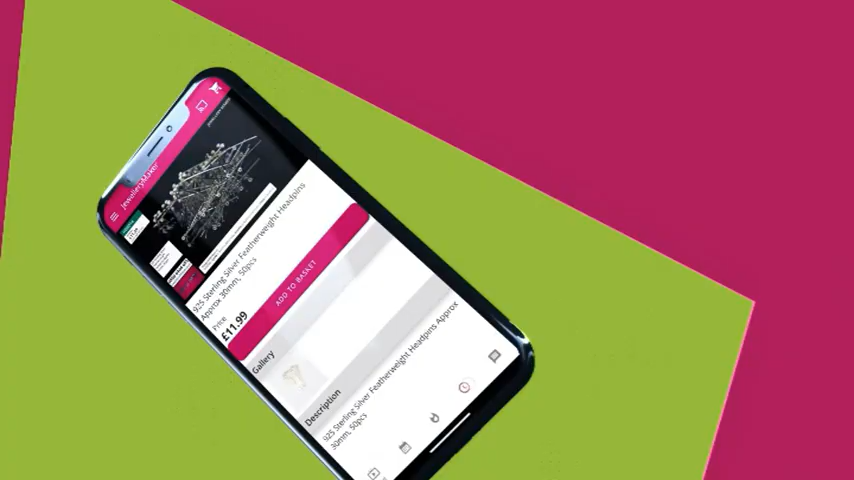 JewelleryMaker
925 Sterling Silver Featherweight Headpins
Approx 30mm, 50pcs
Price
£11.99
ADD TO BASKET
Gallery
Description
925 Sterling Silver Featherweight Headpins Approx
30mm, 50pcs